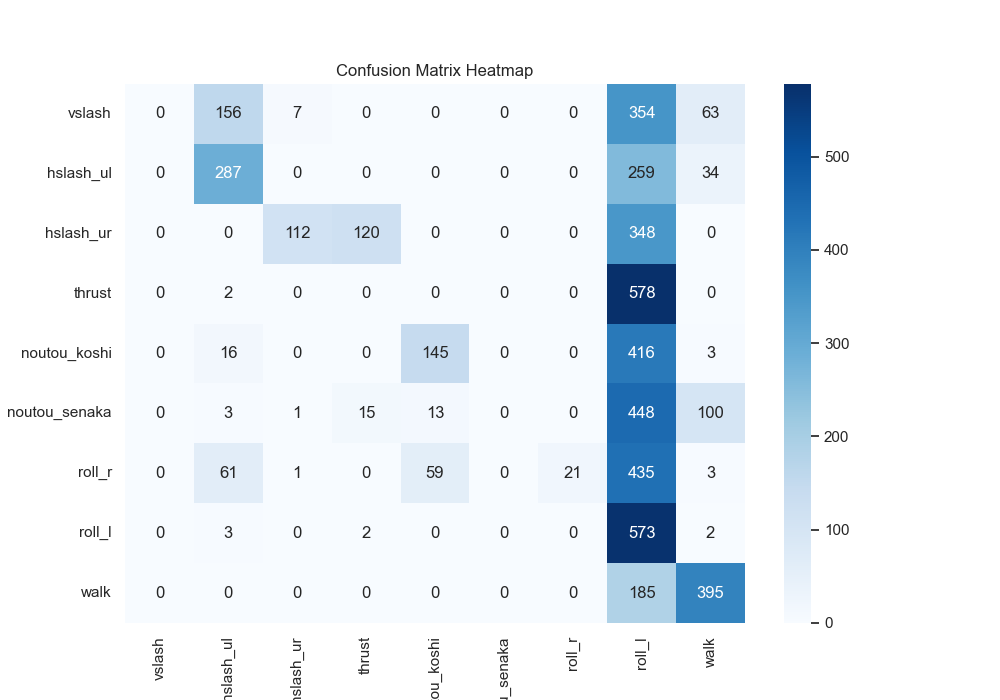 Confusion Matrix Heatmap
vslash 0 156 7 0 0 0 0 354 63
hslash_ul 0 287 0 0 0 0 0 259 34
hslash_ur 0 0 112 120 0 0 0 348 0
thrust 0 2 0 0 0 0 0 578 0
noutou_koshi 0 16 0 0 145 0 0 416 3
noutou_senaka 0 3 1 15 13 0 0 448 100
roll_r 0 61 1 0 59 0 21 435 3
roll_l 0 3 0 2 0 0 0 573 2
walk 0 0 0 0 0 0 0 185 395
vslash hslash_ul hslash_ur thrust ou_koshi u_senaka roll_r roll_l walk
500
400
300
200
100
0